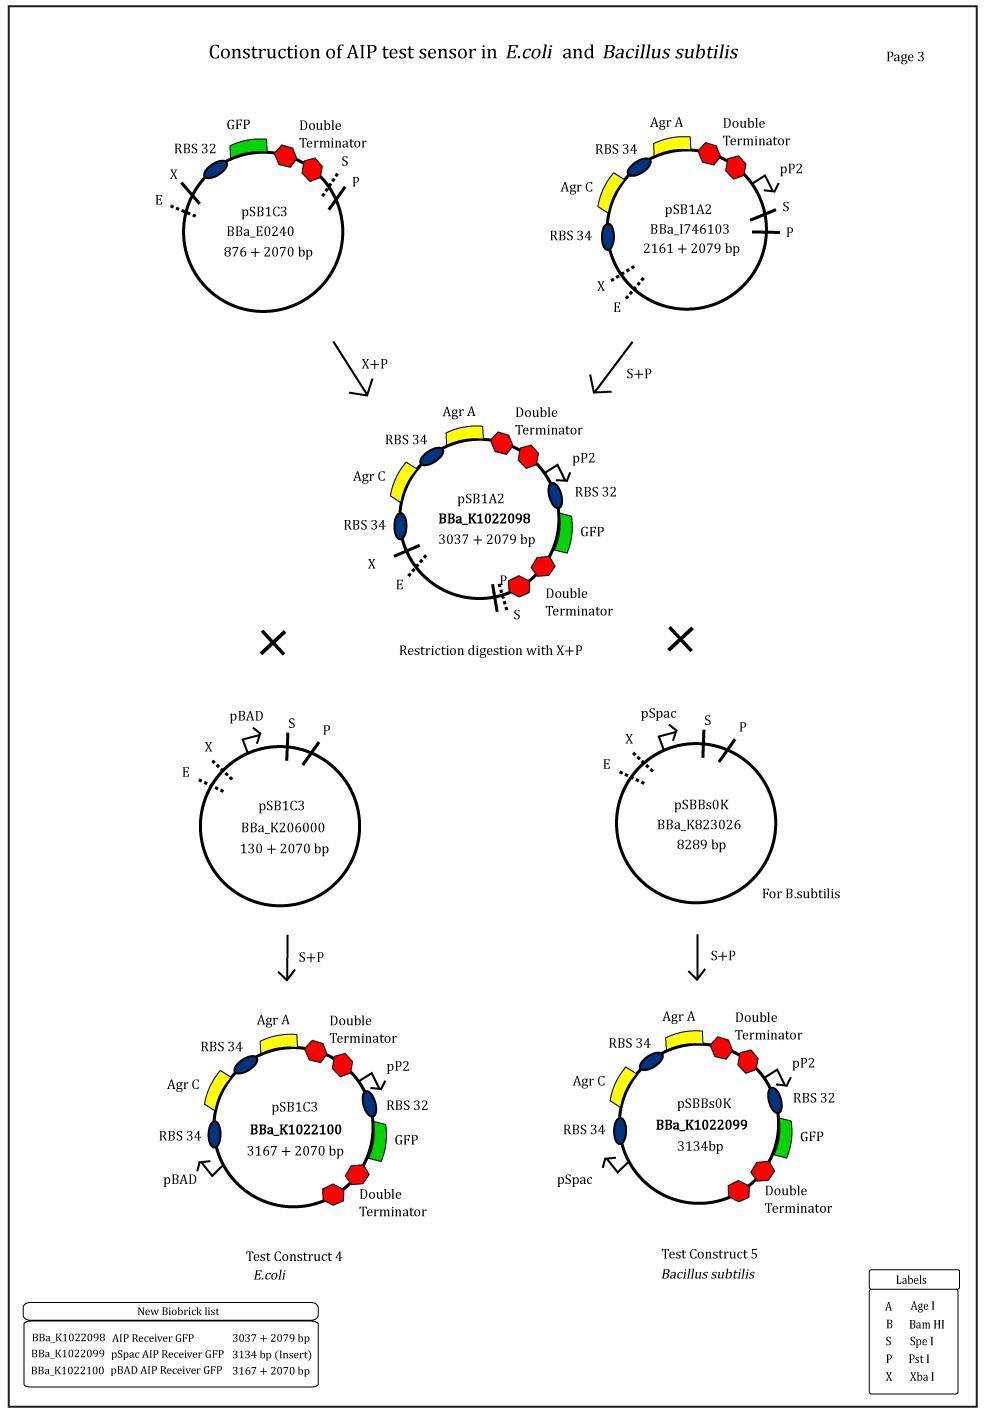 Construction of AIP test sensor in E.coli and Bacillus subtilis
Page 3
GFP
Double
Terminator
RBS 32
S
X
P
E
pSB1C3
BBa_E0240
876 + 2070 bp
Agr A
Double
Terminator
RBS 34
pP2
Agr C
S
RBS 34
P
pSB1A2
BBa_I746103
2161 + 2079 bp
X
E
X+P
S+P
Agr A
Double
Terminator
RBS 34
pP2
Agr C
RBS 32
pSB1A2
BBa_K1022098
3037 + 2079 bp
RBS 34
GFP
X
E
P
S
Double
Terminator
Restriction digestion with X+P
pBAD
S
P
X
E
pSB1C3
BBa_K206000
130 + 2070 bp
pSpac
S
P
X
E
pSBBs0K
BBa_K823026
8289 bp
For B.subtilis
S+P
S+P
Agr A
Double
Terminator
RBS 34
pP2
Agr C
RBS 32
pSB1C3
BBa_K1022100
3167 + 2070 bp
RBS 34
GFP
pBAD
Double
Terminator
Agr A
Double
Terminator
RBS 34
pP2
Agr C
RBS 32
pSBBs0K
BBa_K1022099
3134bp
RBS 34
GFP
pSpac
Double
Terminator
Test Construct 4
E.coli
Test Construct 5
Bacillus subtilis
New Biobrick list
BBa_K1022098 AIP Receiver GFP 3037 + 2079 bp
BBa_K1022099 pSpac AIP Receiver GFP 3134 bp (Insert)
BBa_K1022100 pBAD AIP Receiver GFP 3167 + 2070 bp
Labels
A Age I
B Bam HI
S Spe I
P Pst I
X Xba I